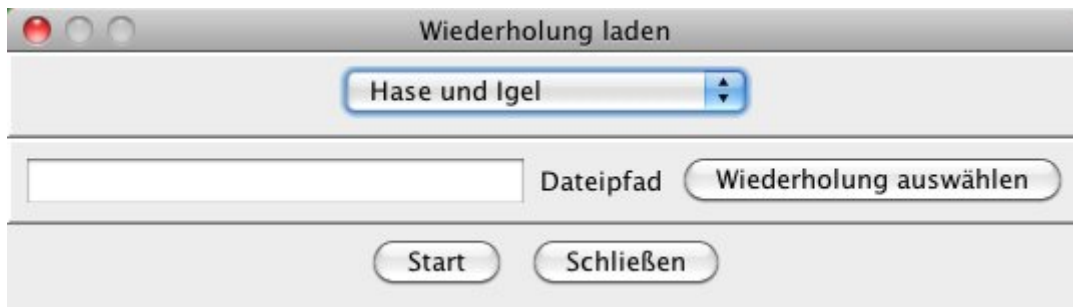 Wiederholung laden
Hase und Igel
Dateipfad Wiederholung auswählen
Start Schließen